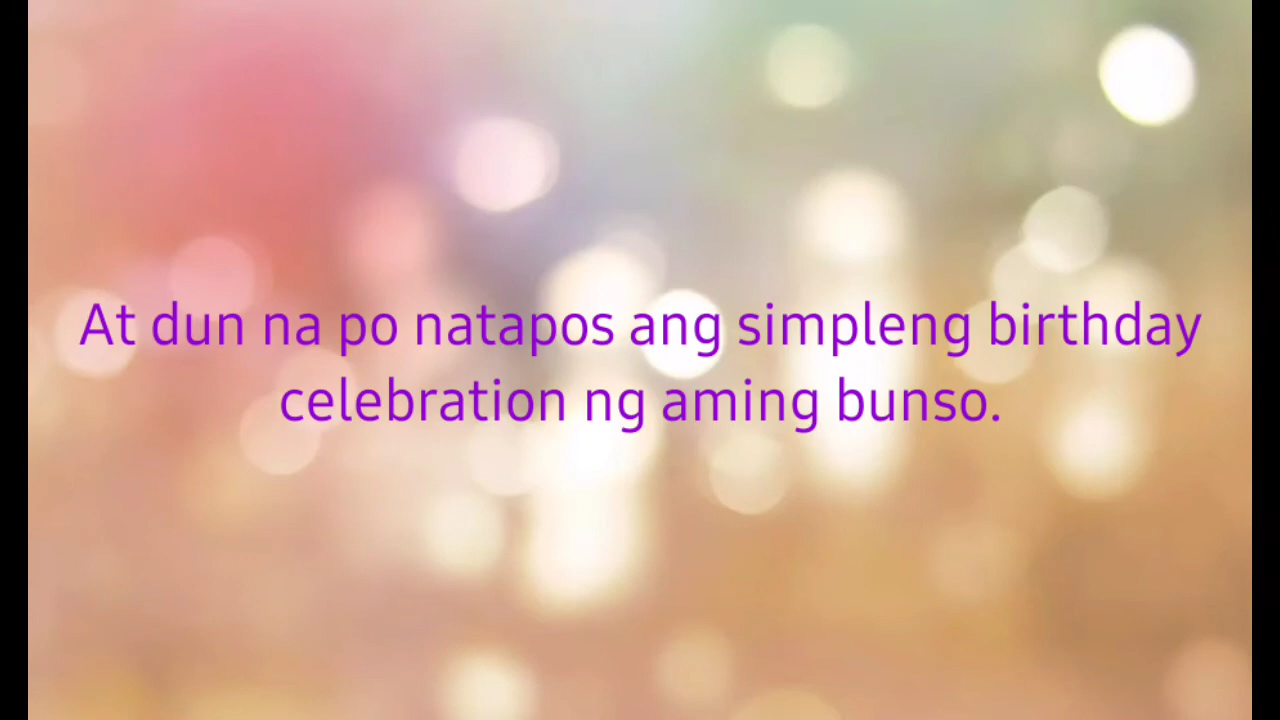 At dun na po natapos ang simpleng birthday
celebration ng aming bunso.